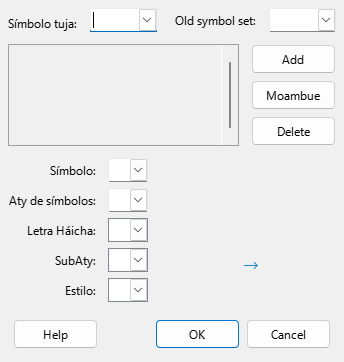 Símbolo tuja: Old symbol set:
Add
Moambue
Delete
Símbolo:
Aty de símbolos:
Letra Háicha:
SubAty:
Estilo:
Help OK Cancel